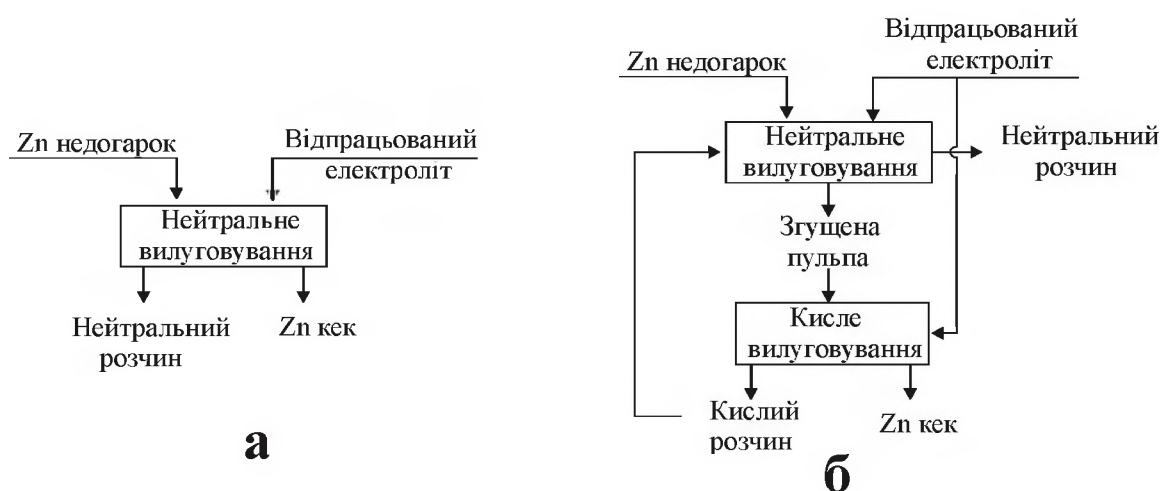 Zn недогарок
Відпрацьований
електроліт
Нейтральне
вилуговування
Нейтральний
розчин
Zn кек
а
Відпрацьований
електроліт
Zn недогарок
Нейтральне
вилуговування
Нейтральний
розчин
Згущена
пульпа
Кисле
вилуговування
Кислий
розчин
Zn кек
б